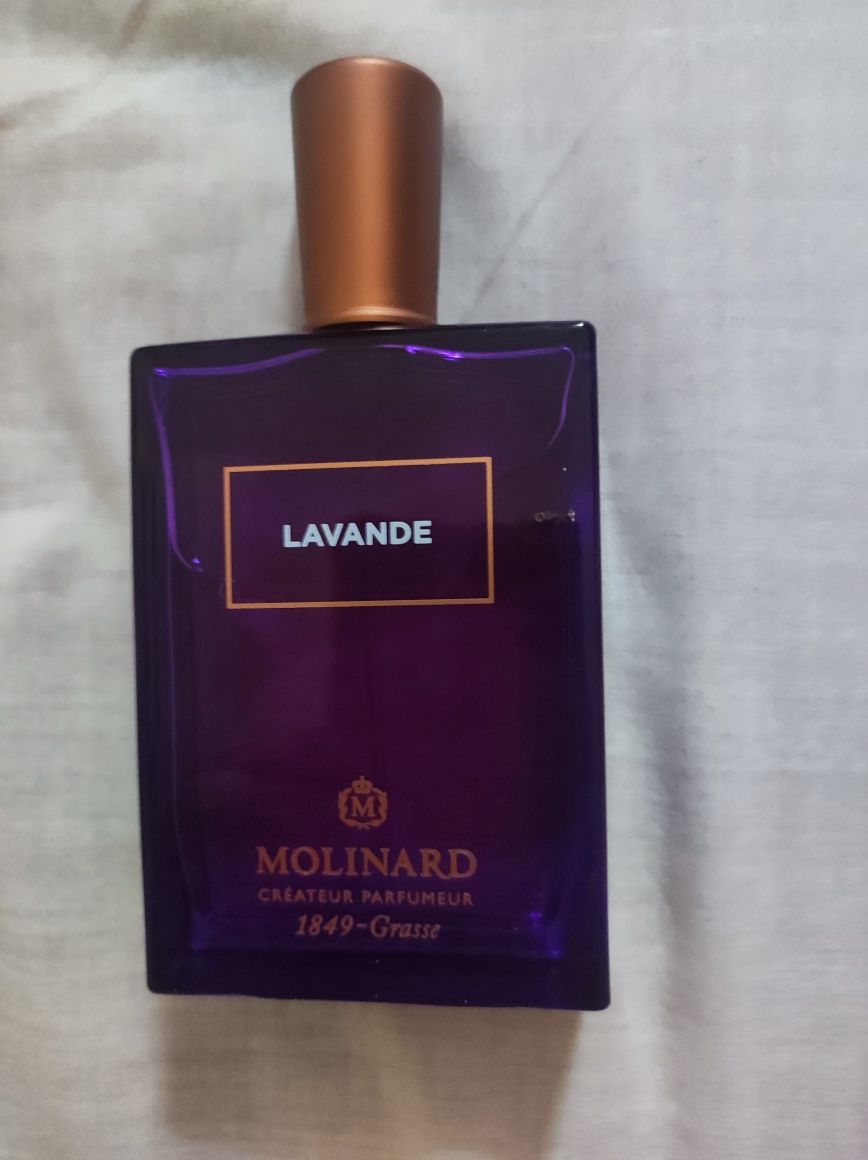 LAVANDE
M
MOLINARD
CRÉATEUR PARFUMEUR
1849-Grasse